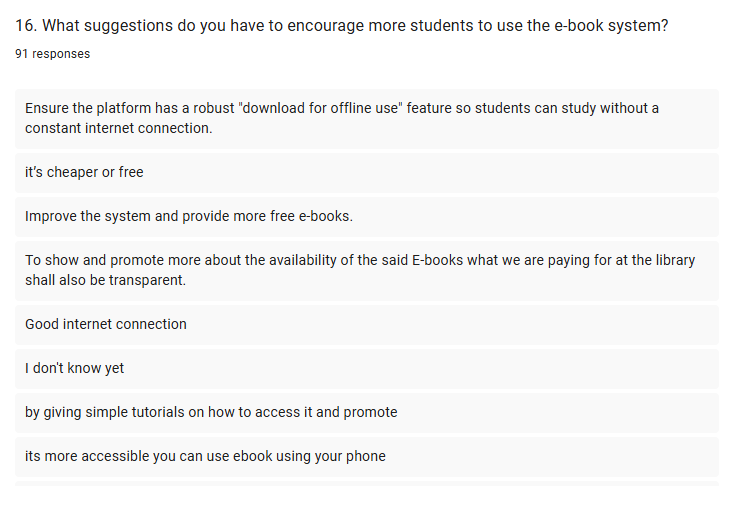 16. What suggestions do you have to encourage more students to use the e-book system?
91 responses
Ensure the platform has a robust "download for offline use" feature so students can study without a
constant internet connection.
it's cheaper or free
Improve the system and provide more free e-books.
To show and promote more about the availability of the said E-books what we are paying for at the library
shall also be transparent.
Good internet connection
I don't know yet
by giving simple tutorials on how to access it and promote
its more accessible you can use ebook using your phone